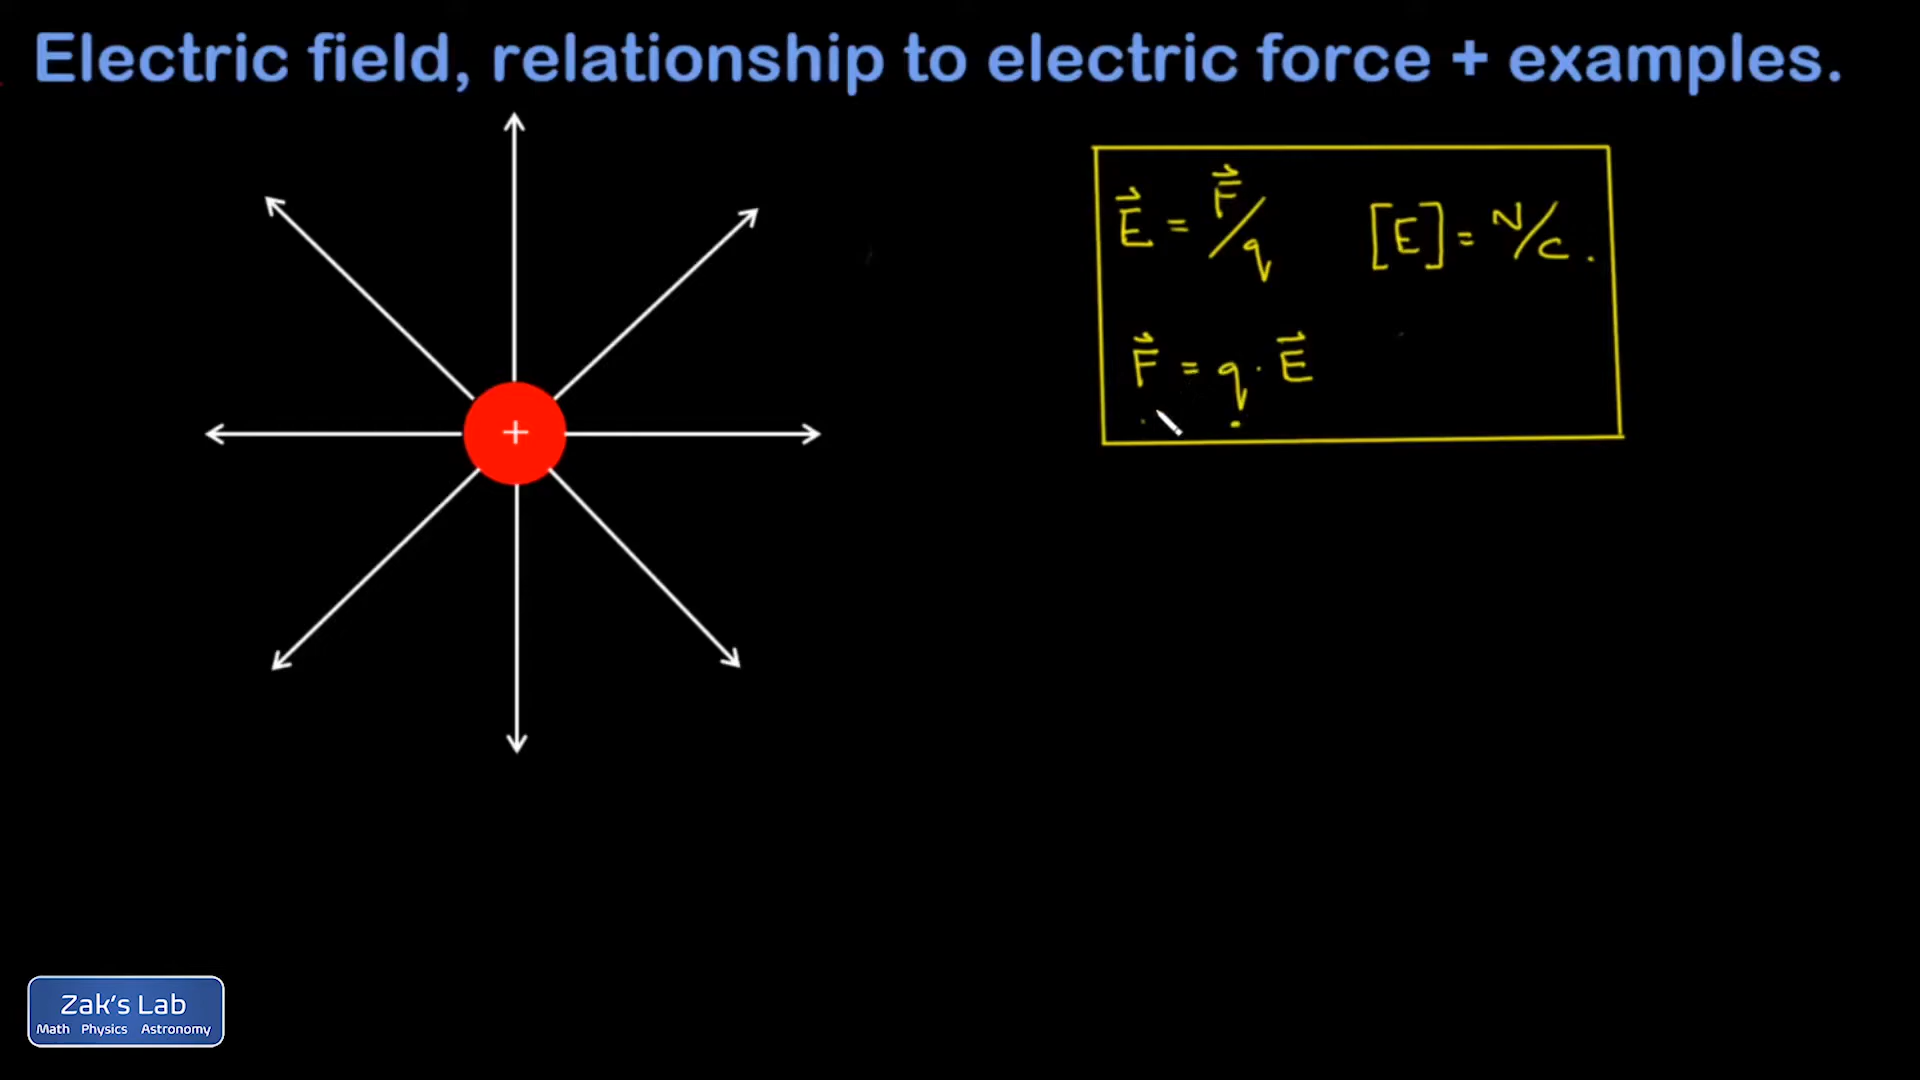 Electric field, relationship to electric force + examples.
E⃗ = F⃗/q [E] = N/C.
F⃗ = q · E⃗
+
Zak's Lab
Math Physics Astronomy